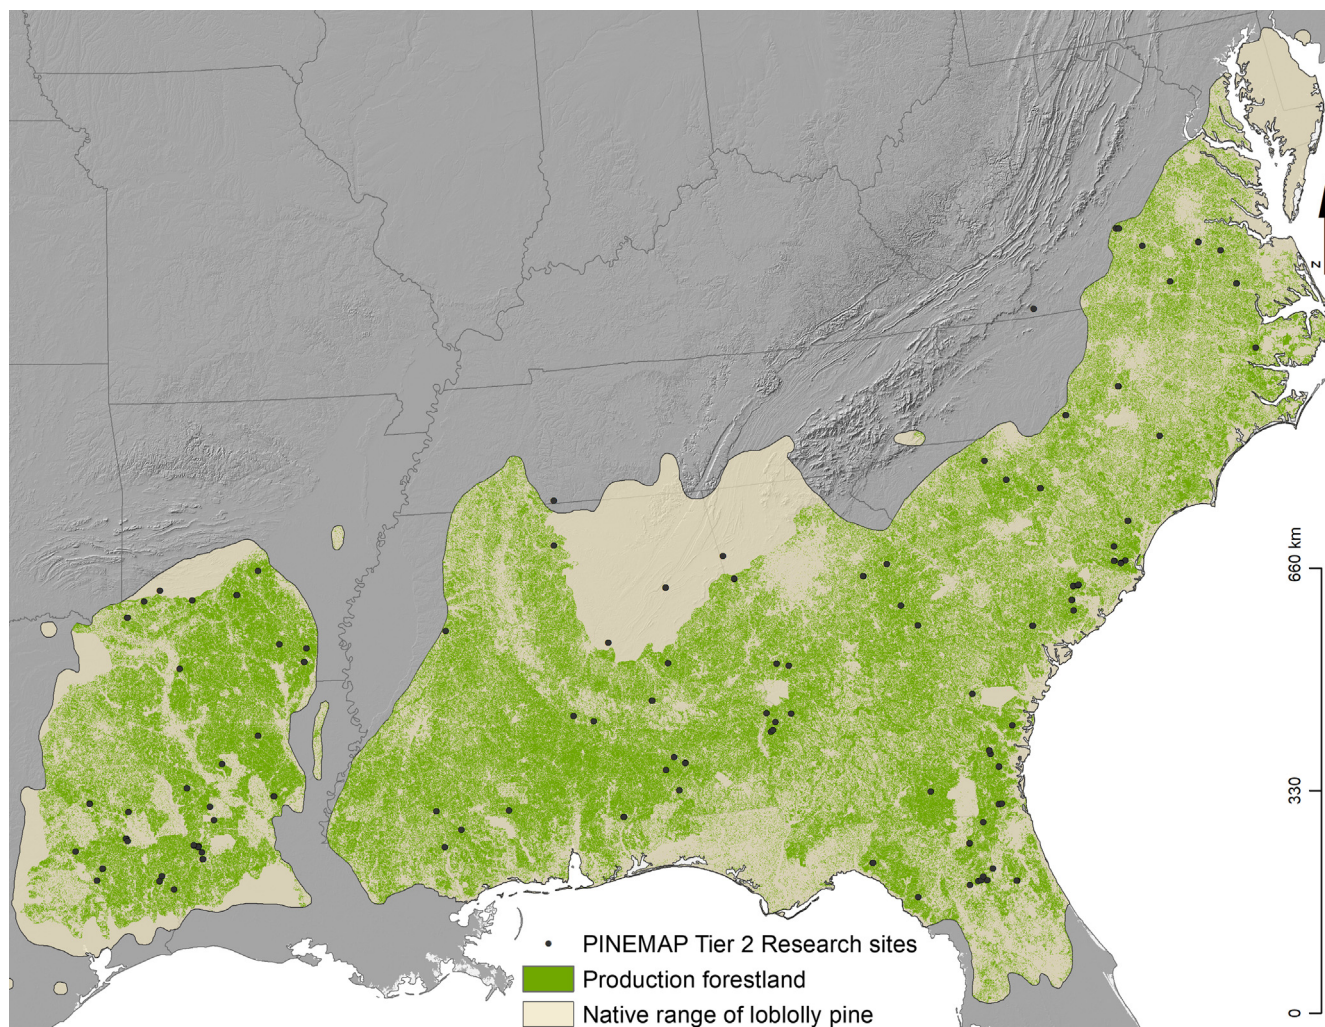 N
660 km
330
0
PINEMAP Tier 2 Research sites
Production forestland
Native range of loblolly pine